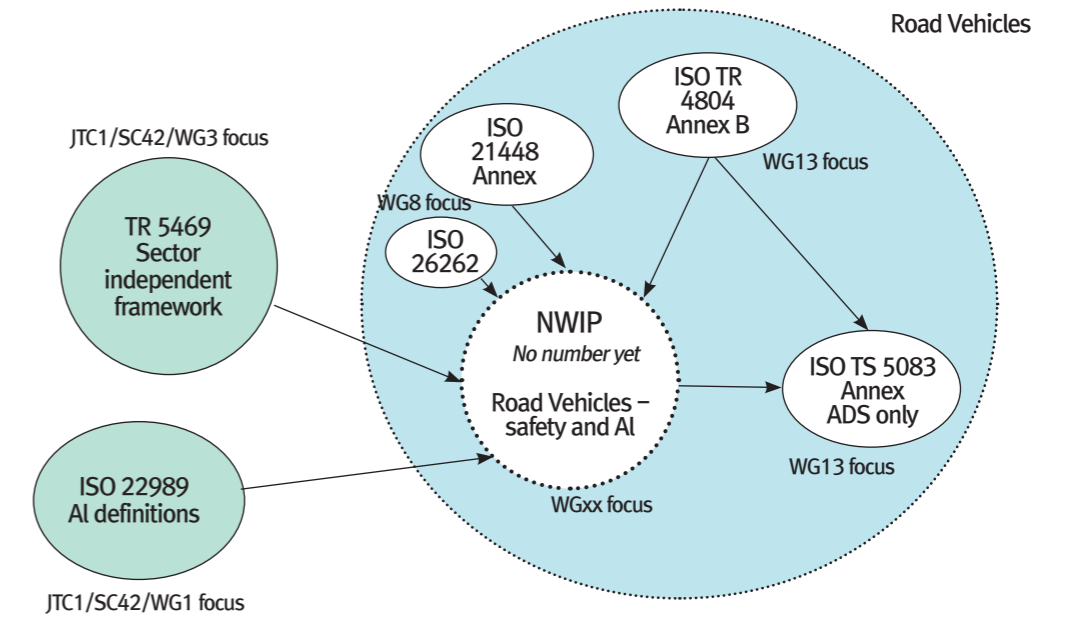 Road Vehicles
ISO TR
4804
Annex B
WG13 focus
ISO
21448
Annex
WG8 focus
ISO
26262
JTC1/SC42/WG3 focus
TR 5469
Sector
independent
framework
NWIP
No number yet
Road Vehicles –
safety and AI
WGxx focus
ISO TS 5083
Annex
ADS only
WG13 focus
ISO 22989
AI definitions
JTC1/SC42/WG1 focus